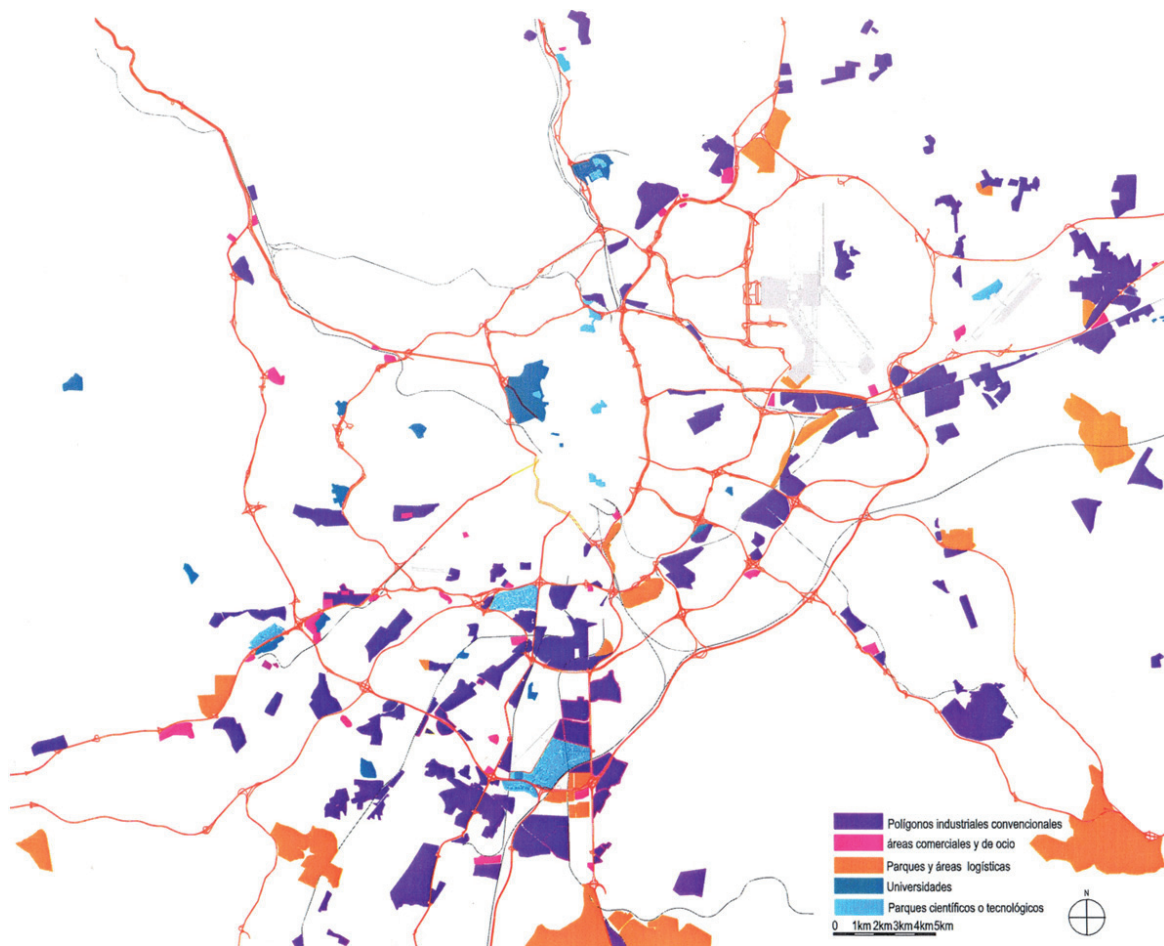 Polígonos industriales convencionales
áreas comerciales y de ocio
Parques y áreas logísticas
Universidades
Parques científicos o tecnológicos
0 1km 2km 3km 4km 5km
N